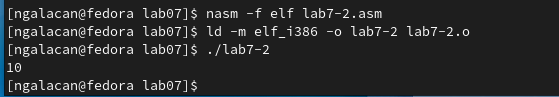 [ngalacan@fedora lab07]$ nasm -f elf lab7-2.asm
[ngalacan@fedora lab07]$ ld -m elf_i386 -o lab7-2 lab7-2.o
[ngalacan@fedora lab07]$ ./lab7-2
10
[ngalacan@fedora lab07]$